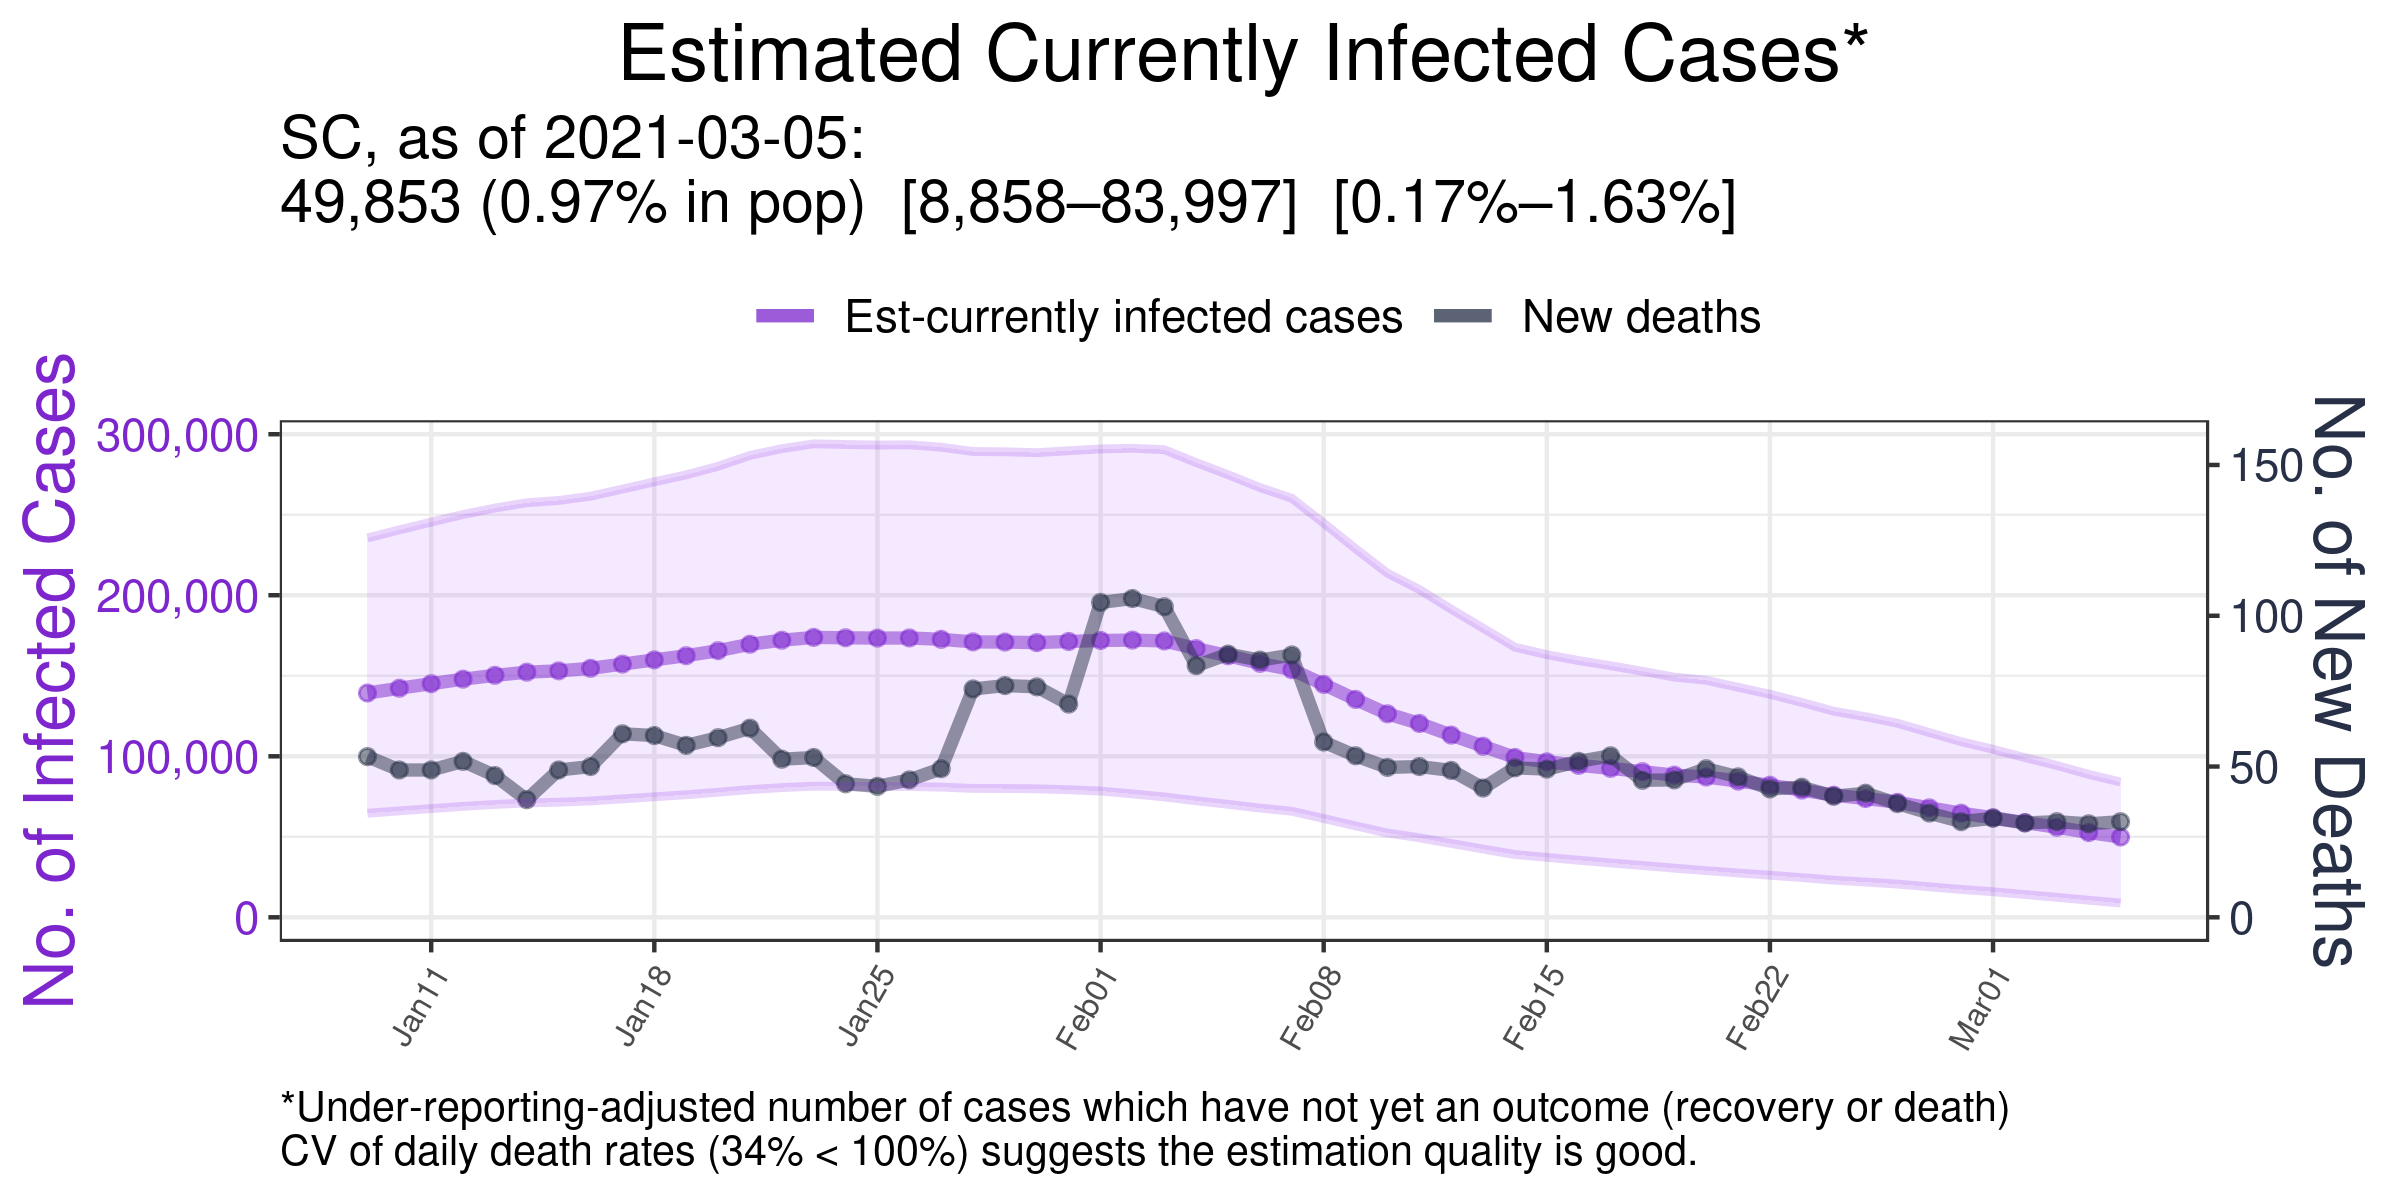 Estimated Currently Infected Cases*
SC, as of 2021-03-05:
49,853 (0.97% in pop)  [8,858–83,997]  [0.17%–1.63%]
Est-currently infected cases
New deaths
No. of Infected Cases
300,000
200,000
100,000
0
150
100
50
0
No. of New Deaths
Jan11
Jan18
Jan25
Feb01
Feb08
Feb15
Feb22
Mar01
*Under-reporting-adjusted number of cases which have not yet an outcome (recovery or death)
CV of daily death rates (34% < 100%) suggests the estimation quality is good.